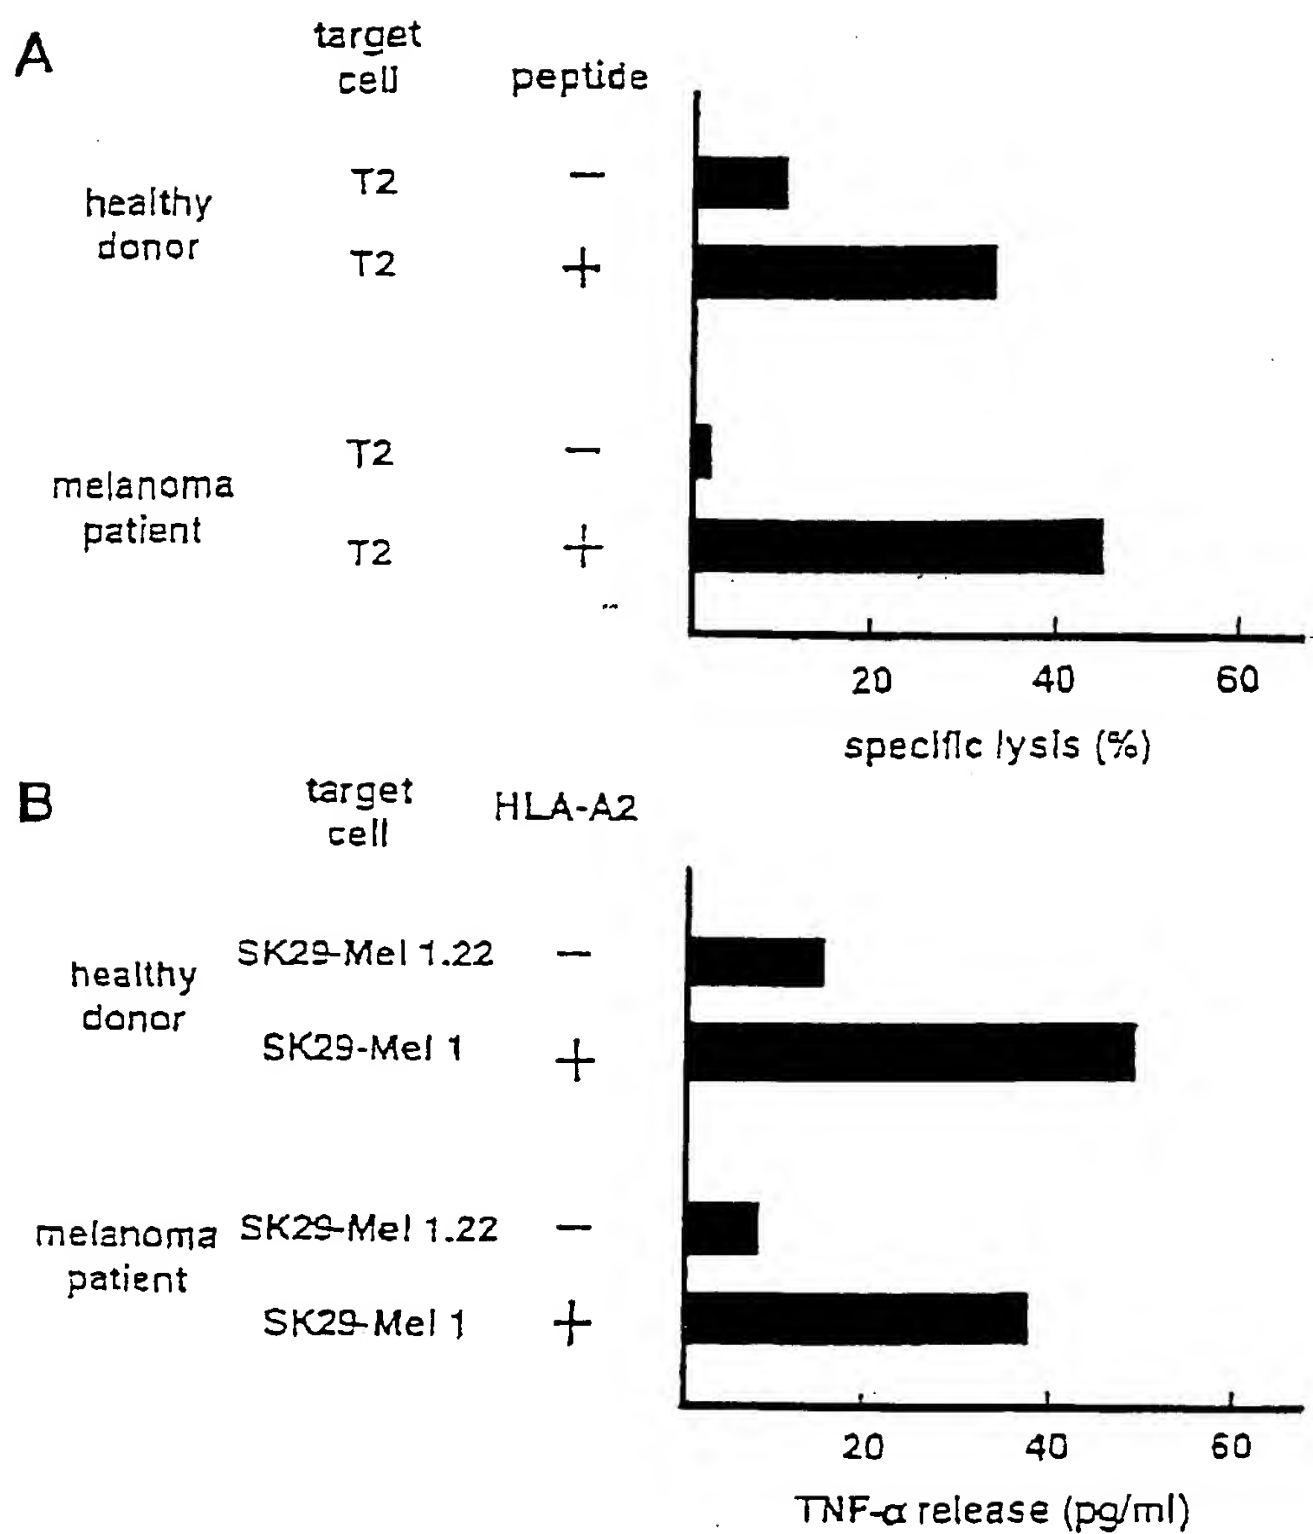 A
target
cell
peptide
healthy
donor
T2
−
T2
+
melanoma
patient
T2
−
T2
+
20 40 60
specific lysis (%)
B
target
cell
HLA-A2
healthy
donor
SK29-Mel 1.22
−
SK29-Mel 1
+
melanoma
patient
SK29-Mel 1.22
−
SK29-Mel 1
+
20 40 60
TNF-α release (pg/ml)